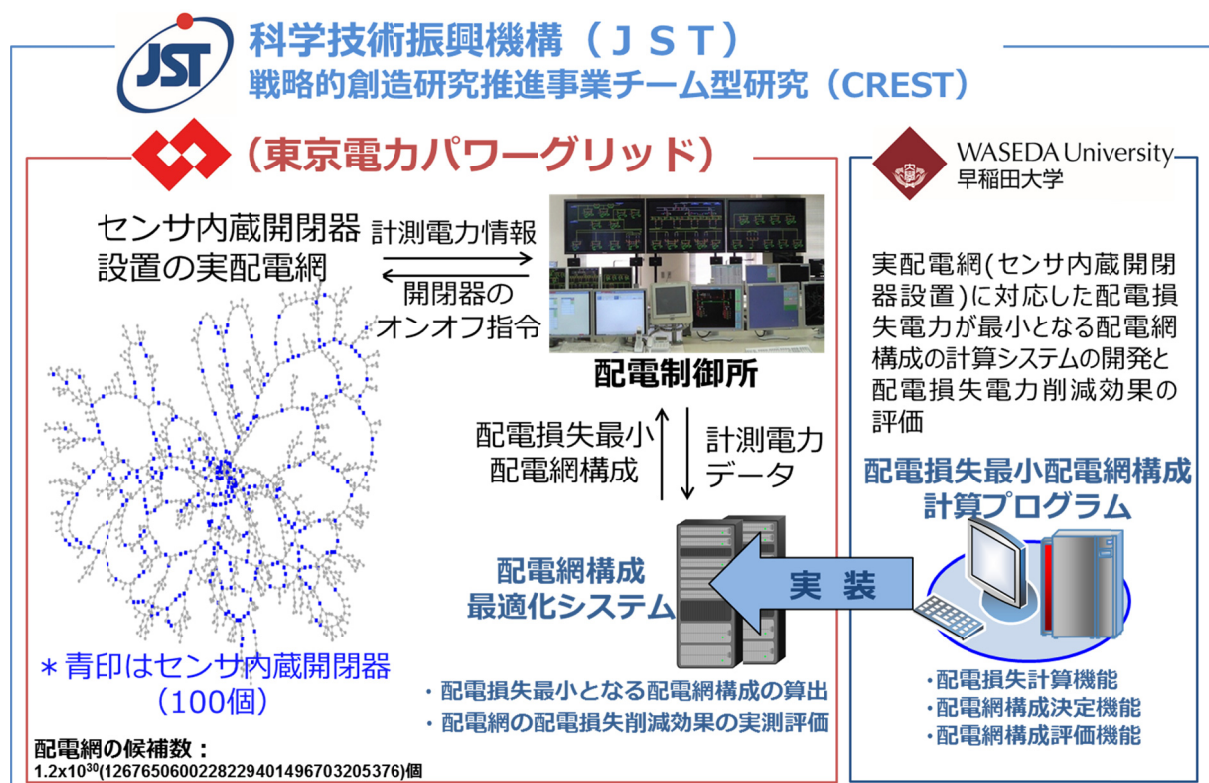 JST
科学技術振興機構（ＪＳＴ）
戦略的創造研究推進事業チーム型研究（CREST）
（東京電力パワーグリッド）
WASEDA University
早稲田大学
センサ内蔵開閉器
設置の実配電網
計測電力情報
開閉器の
オンオフ指令
配電制御所
実配電網(センサ内蔵開閉
器設置)に対応した配電損
失電力が最小となる配電網
構成の計算システムの開発と
配電損失電力削減効果の
評価
配電損失最小
配電網構成
計測電力
データ
配電損失最小配電網構成
計算プログラム
配電網構成
最適化システム
実 装
＊青印はセンサ内蔵開閉器
（100個）
・配電損失最小となる配電網構成の算出
・配電網の配電損失削減効果の実測評価
・配電損失計算機能
・配電網構成決定機能
・配電網構成評価機能
配電網の候補数：
1.2x10³⁰(1267650600228229401496703205376)個